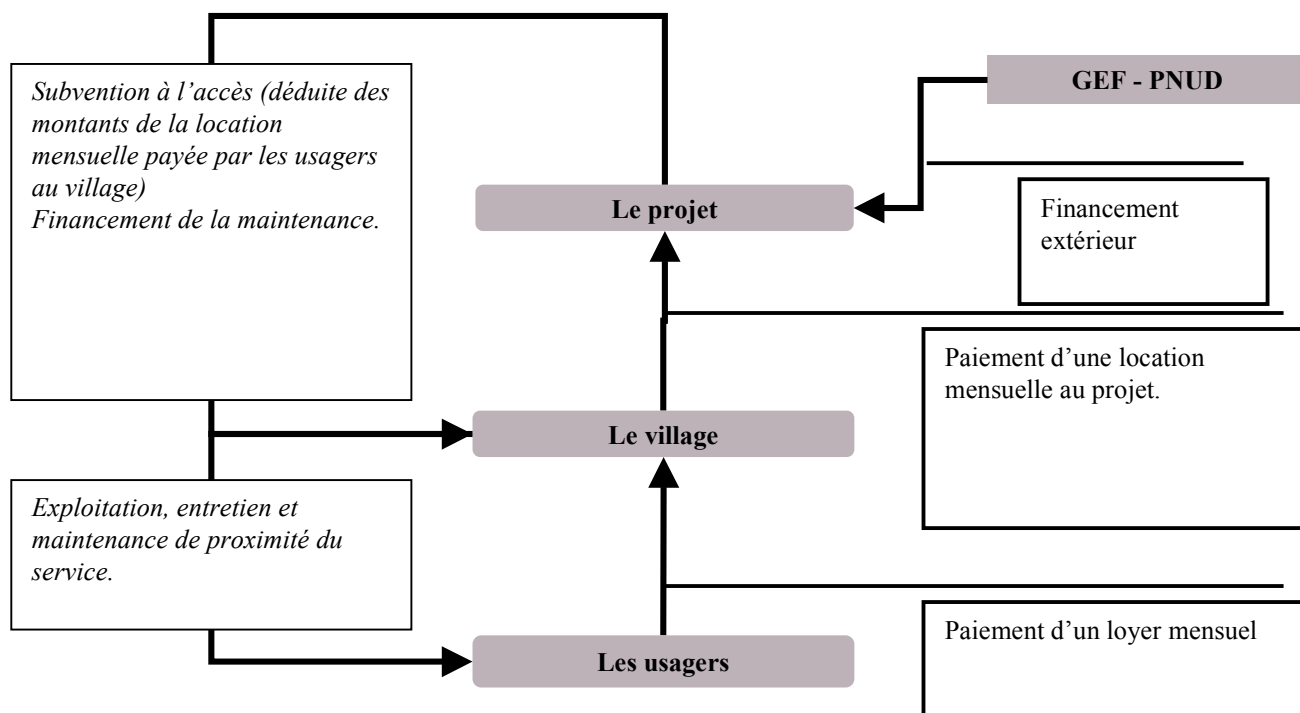 Subvention à l’accès (déduite des
montants de la location
mensuelle payée par les usagers
au village)
Financement de la maintenance.
GEF - PNUD
Le projet
Financement
extérieur
Paiement d’une location
mensuelle au projet.
Le village
Exploitation, entretien et
maintenance de proximité du
service.
Les usagers
Paiement d’un loyer mensuel